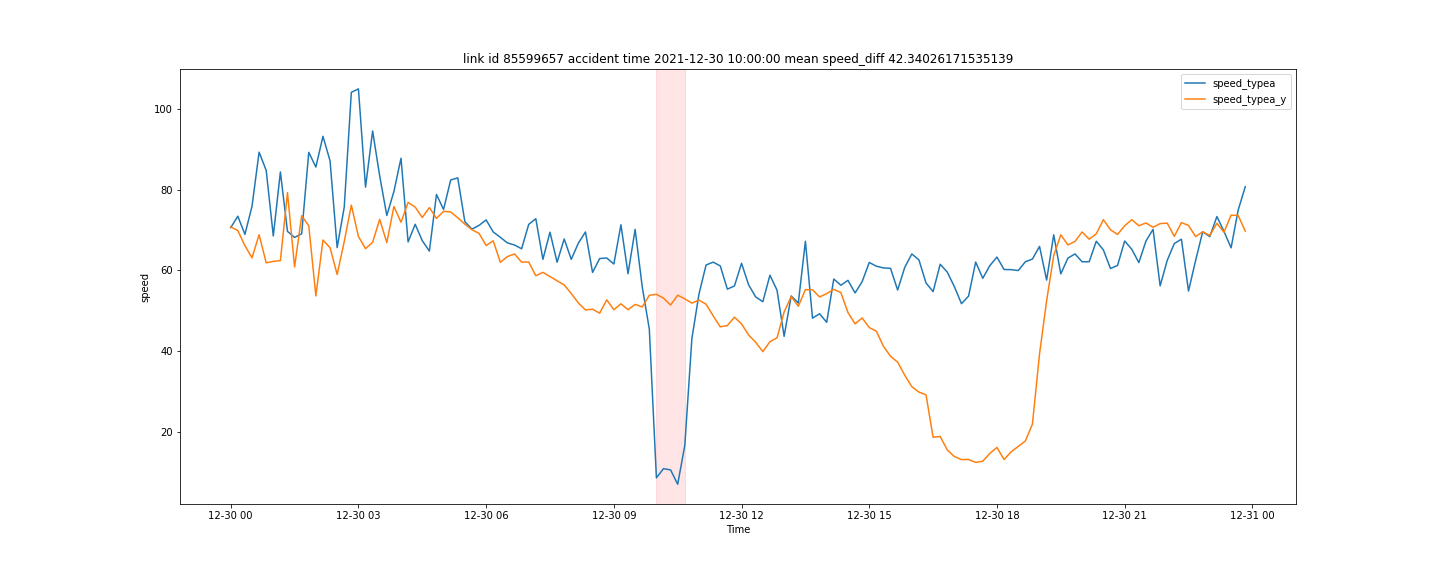 link id 85599657 accident time 2021-12-30 10:00:00 mean speed_diff 42.34026171535139
speed_typea
speed_typea_y
100
80
60
40
20
speed
12-30 00 12-30 03 12-30 06 12-30 09 12-30 12 12-30 15 12-30 18 12-30 21 12-31 00
Time